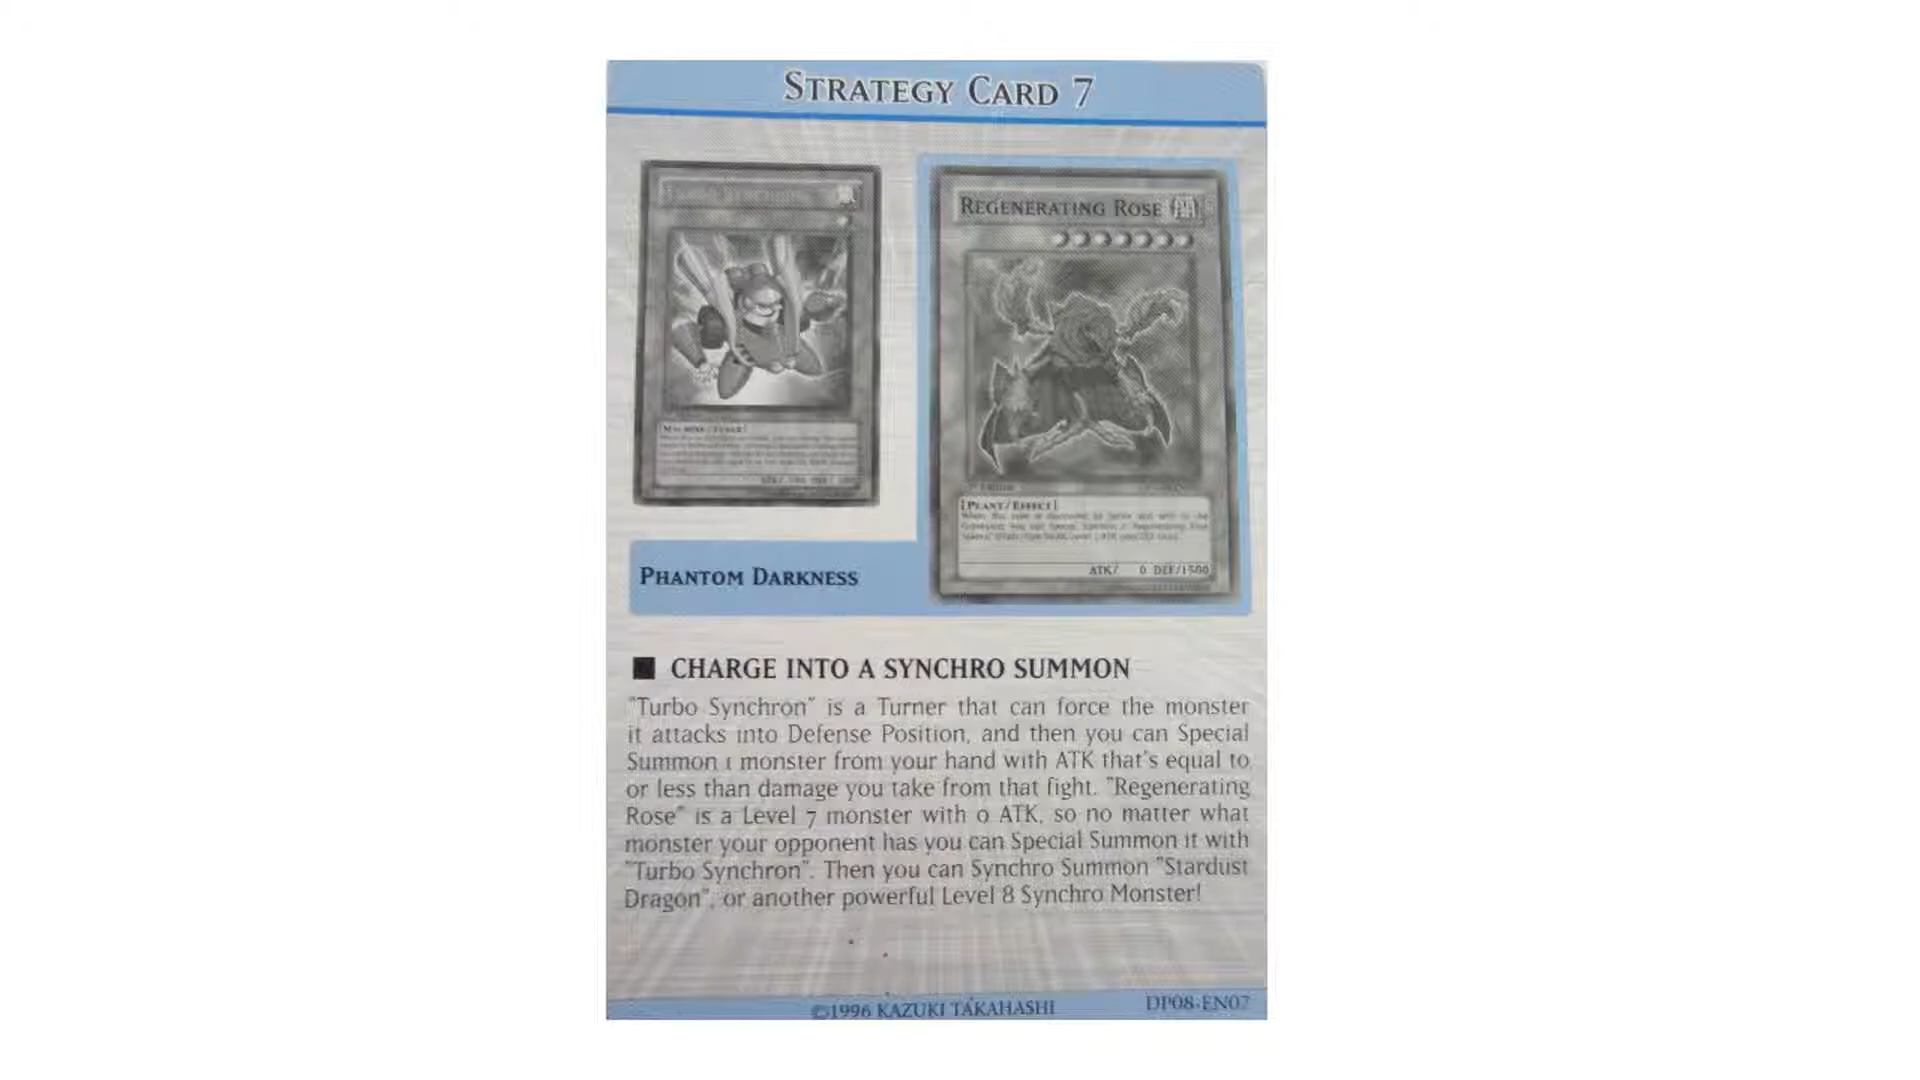 STRATEGY CARD 7
REGENERATING ROSE
[PLANT/EFFECT]
ATK/ 0 DEF/1500
PHANTOM DARKNESS
■ CHARGE INTO A SYNCHRO SUMMON
"Turbo Synchron" is a Turner that can force the monster
it attacks into Defense Position, and then you can Special
Summon 1 monster from your hand with ATK that's equal to
or less than damage you take from that fight. "Regenerating
Rose" is a Level 7 monster with 0 ATK, so no matter what
monster your opponent has you can Special Summon it with
"Turbo Synchron". Then you can Synchro Summon "Stardust
Dragon", or another powerful Level 8 Synchro Monster!
©1996 KAZUKI TAKAHASHI
DP08-EN07